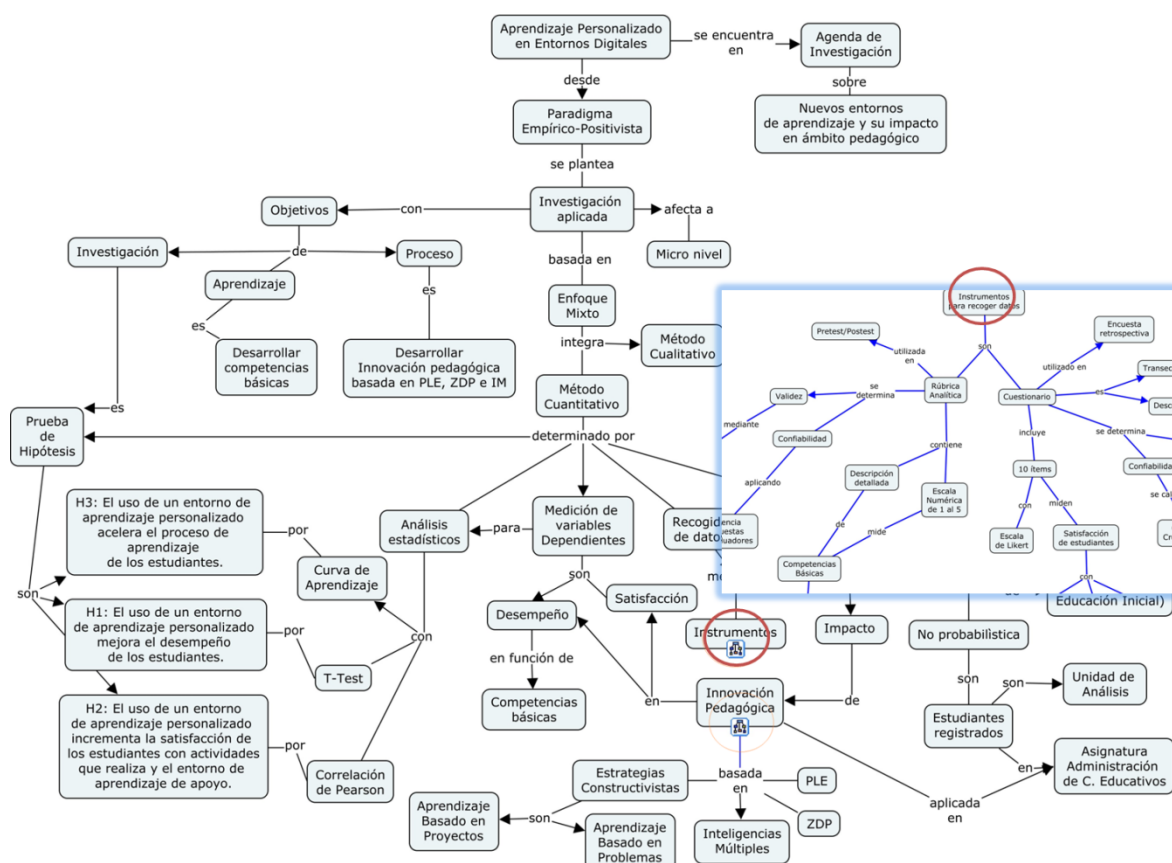 Aprendizaje Personalizado
en Entornos Digitales
se encuentra
en
Agenda de
Investigación
desde
sobre
Paradigma
Empírico-Positivista
Nuevos entornos
de aprendizaje y su impacto
en ámbito pedagógico
se plantea
Objetivos
con
Investigación
aplicada
afecta a
Micro nivel
Investigación
de
Proceso
basada en
Aprendizaje
es
es
Enfoque
Mixto
Desarrollar
competencias
básicas
Desarrollar
Innovación pedagógica
basada en PLE, ZDP e IM
integra
Método
Cualitativo
Método
Cuantitativo
es
Prueba
de
Hipótesis
determinado por
H3: El uso de un entorno de
aprendizaje personalizado
acelera el proceso de
aprendizaje
de los estudiantes.
por
Curva de
Aprendizaje
Análisis
estadísticos
para
Medición de
variables
Dependientes
son
H1: El uso de un entorno
de aprendizaje personalizado
mejora el desempeño
de los estudiantes.
por
T-Test
con
son
Desempeño
Satisfacción
en función de
Competencias
básicas
H2: El uso de un entorno
de aprendizaje personalizado
incrementa la satisfacción de
los estudiantes con actividades
que realiza y el entorno de
aprendizaje de apoyo.
por
Correlación
de Pearson
Instrumentos
Impacto
No probabilìstica
Educación Inicial)
en
Innovación
Pedagógica
de
son
Estudiantes
registrados
son
Unidad de
Análisis
en
Asignatura
Administración
de C. Educativos
aplicada
en
basada
en
Estrategias
Constructivistas
PLE
ZDP
Inteligencias
Múltiples
son
Aprendizaje
Basado en
Proyectos
Aprendizaje
Basado en
Problemas
Instrumentos
para recoger datos
son
Pretest/Postest
utilizada
en
Encuesta
retrospectiva
utilizado en
Validez
se
determina
Rúbrica
Analítica
Cuestionario
es
mediante
Confiabilidad
contiene
incluye
se determina
aplicando
Descripción
detallada
Escala
Numérica
de 1 al 5
10 ítems
con
miden
de
mide
Escala
de Likert
Satisfacción
de estudiantes
Competencias
Básicas
con